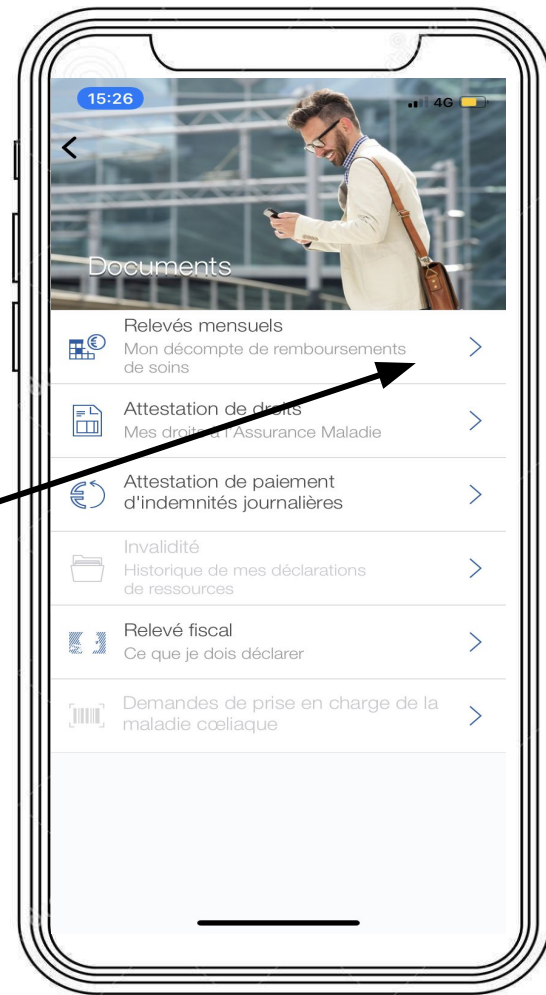 15:26
4G
Documents
Relevés mensuels
Mon décompte de remboursements
de soins
Attestation de droits
Mes droits à l'Assurance Maladie
Attestation de paiement
d'indemnités journalières
Invalidité
Historique de mes déclarations
de ressources
Relevé fiscal
Ce que je dois déclarer
Demandes de prise en charge de la
maladie cœliaque